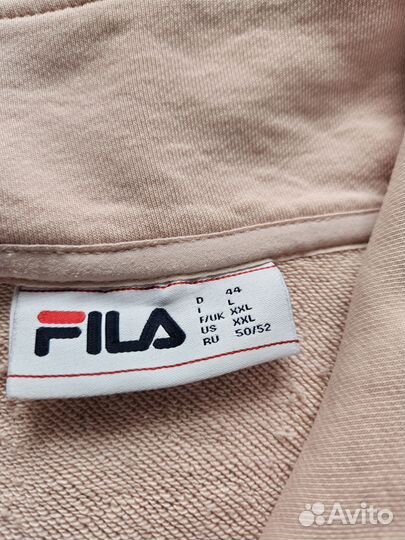 FILA
D 44
I L
F/UK XXL
US XXL
RU 50/52
Avito